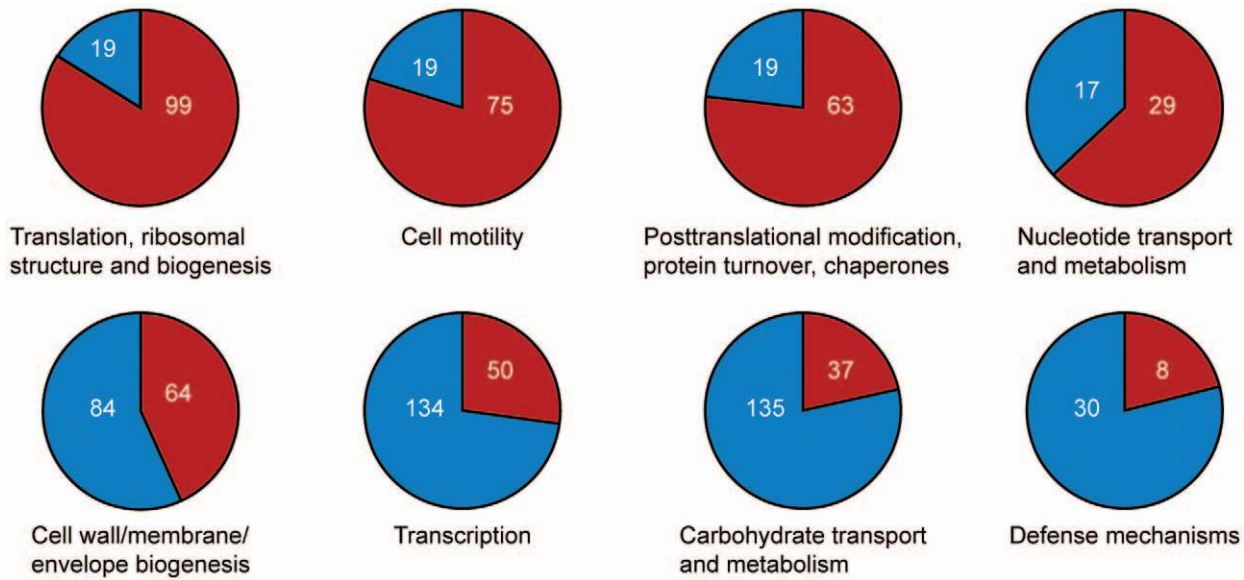 19
99
19
75
19
63
17
29
Translation, ribosomal
structure and biogenesis
Cell motility
Posttranslational modification,
protein turnover, chaperones
Nucleotide transport
and metabolism
84
64
134
50
135
37
30
8
Cell wall/membrane/
envelope biogenesis
Transcription
Carbohydrate transport
and metabolism
Defense mechanisms